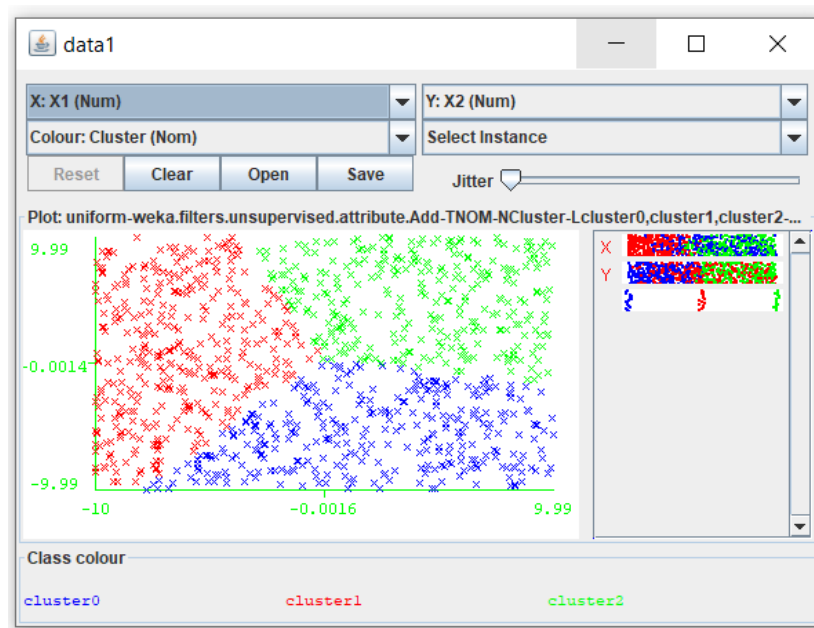 data1
X: X1 (Num) Y: X2 (Num)
Colour: Cluster (Nom) Select Instance
Reset Clear Open Save Jitter
Plot: uniform-weka.filters.unsupervised.attribute.Add-TNOM-NCluster-Lcluster0,cluster1,cluster2-...
9.99
-0.0014
-9.99
-10 -0.0016 9.99
X
Y
Class colour
cluster0 cluster1 cluster2